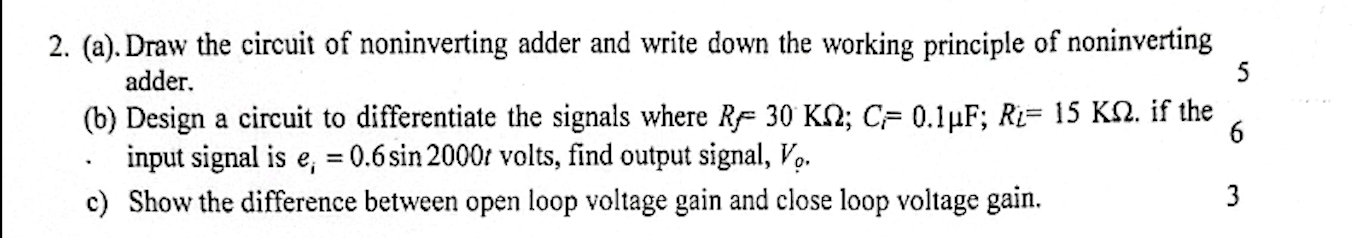 2. (a). Draw the circuit of noninverting adder and write down the working principle of noninverting
adder. 5
(b) Design a circuit to differentiate the signals where Rf= 30 KΩ; Ci= 0.1μF; RL= 15 KΩ. if the 6
input signal is ei = 0.6 sin 2000t volts, find output signal, Vo.
c) Show the difference between open loop voltage gain and close loop voltage gain. 3